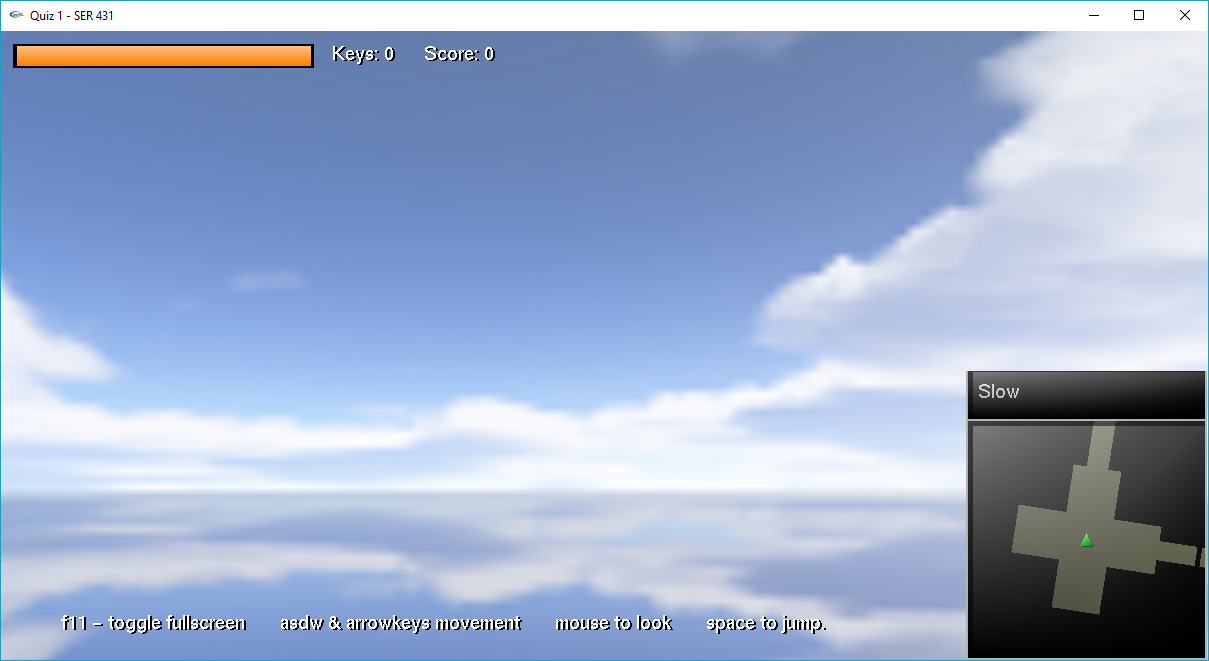 Quiz 1 - SER 431
Keys: 0 Score: 0
Slow
f11 - toggle fullscreen asdw & arrowkeys movement mouse to look space to jump.